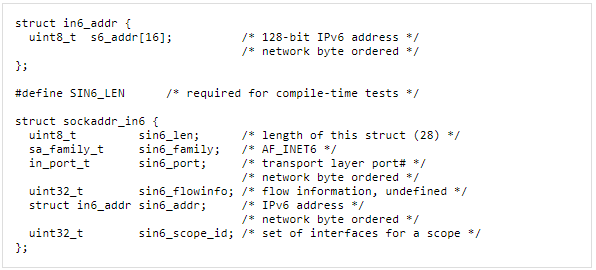 struct in6_addr {
  uint8_t  s6_addr[16];          /* 128-bit IPv6 address */
                                 /* network byte ordered */
};
#define SIN6_LEN      /* required for compile-time tests */
struct sockaddr_in6 {
  uint8_t         sin6_len;      /* length of this struct (28) */
  sa_family_t     sin6_family;   /* AF_INET6 */
  in_port_t       sin6_port;     /* transport layer port# */
                                 /* network byte ordered */
  uint32_t        sin6_flowinfo; /* flow information, undefined */
  struct in6_addr sin6_addr;     /* IPv6 address */
                                 /* network byte ordered */
  uint32_t        sin6_scope_id; /* set of interfaces for a scope */
};